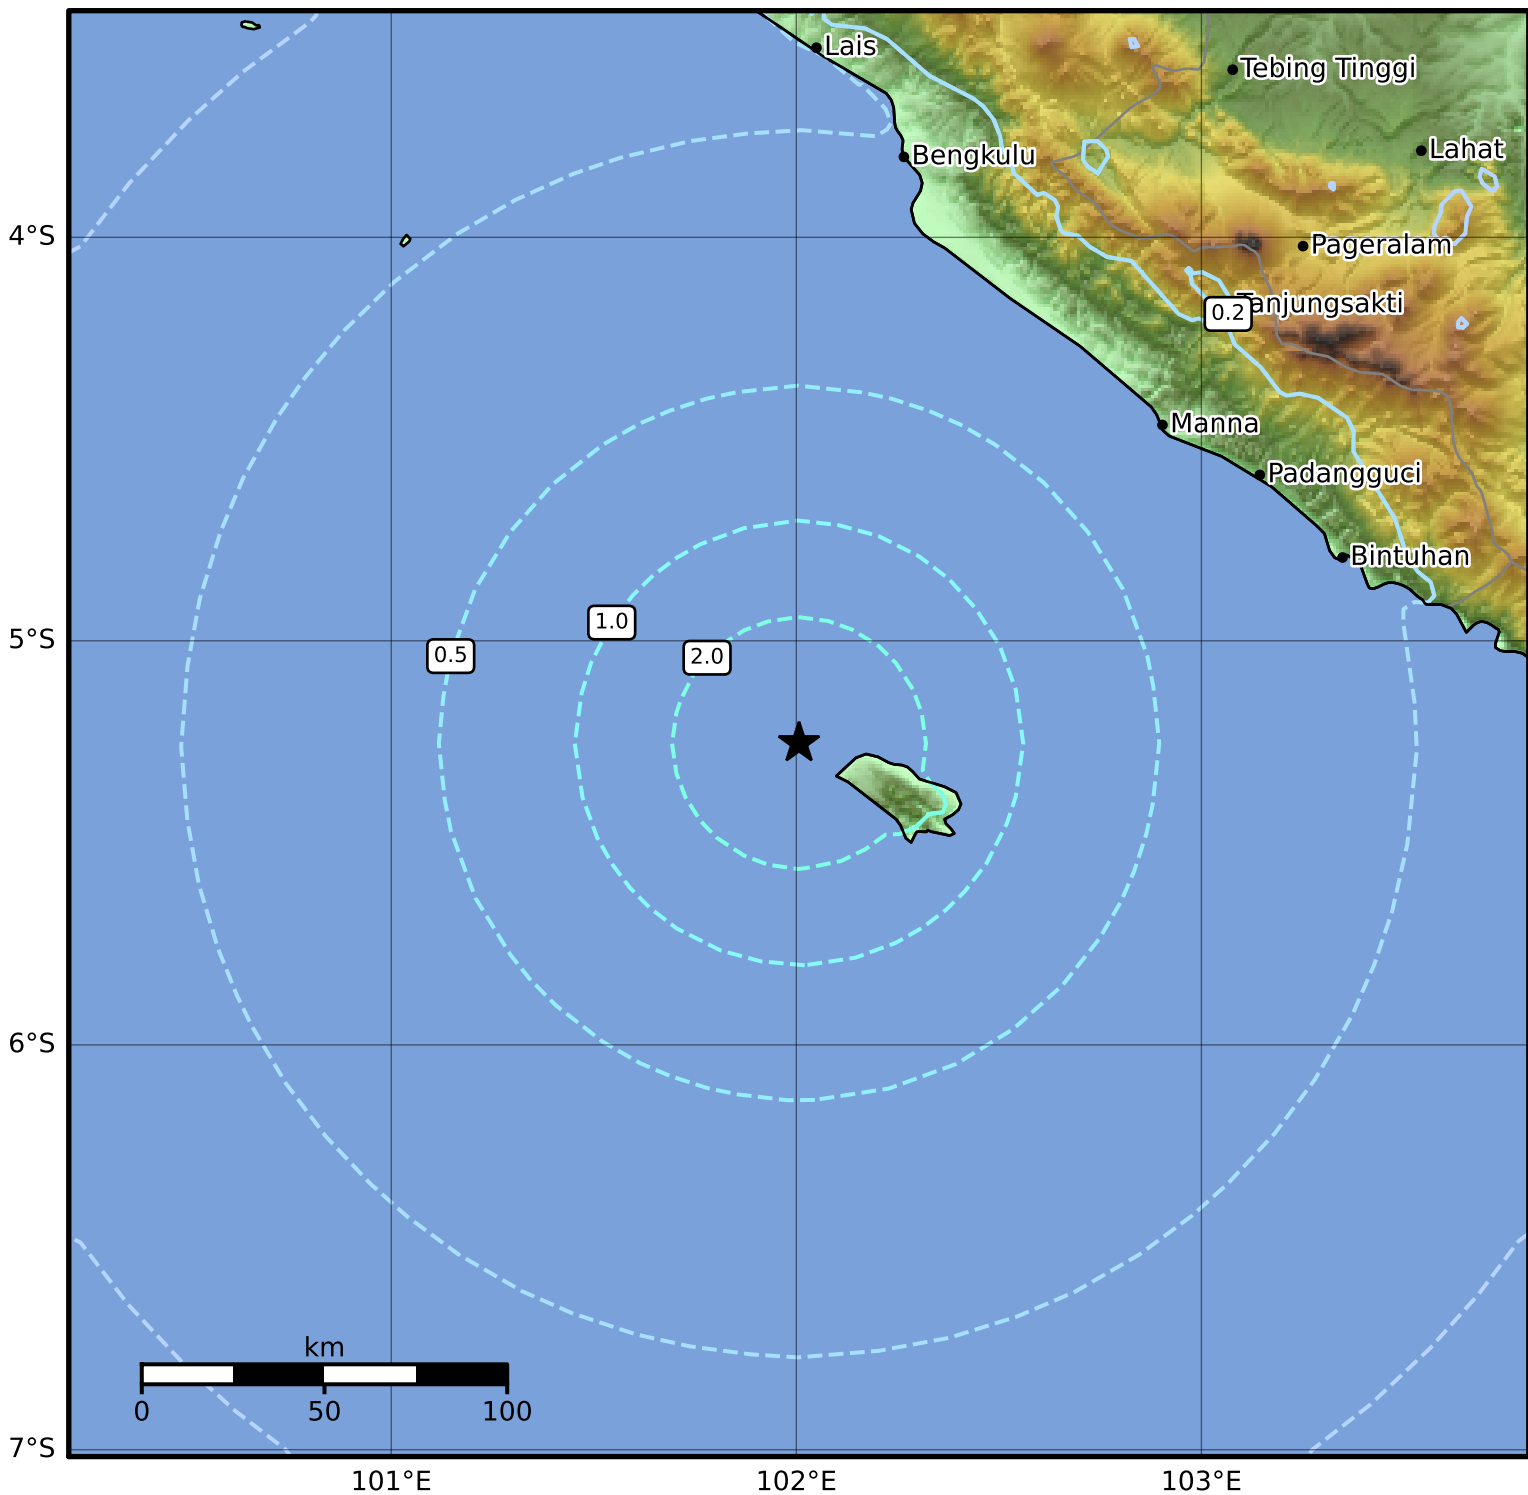 Lais
Tebing Tinggi
Lahat
Bengkulu
4°S
Pageralam
Tanjungsakti
0.2
Manna
Padangguci
Bintuhan
1.0
5°S
0.5
2.0
6°S
km
0 50 100
7°S
101°E 102°E 103°E